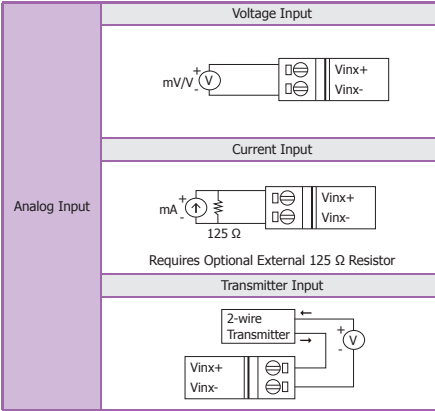 Analog Input
Voltage Input
mV/V
+
-
V
Vinx+
Vinx-
Current Input
mA
+
-
125 Ω
Vinx+
Vinx-
Requires Optional External 125 Ω Resistor
Transmitter Input
2-wire
Transmitter
←
→
+
-
V
Vinx+
Vinx-